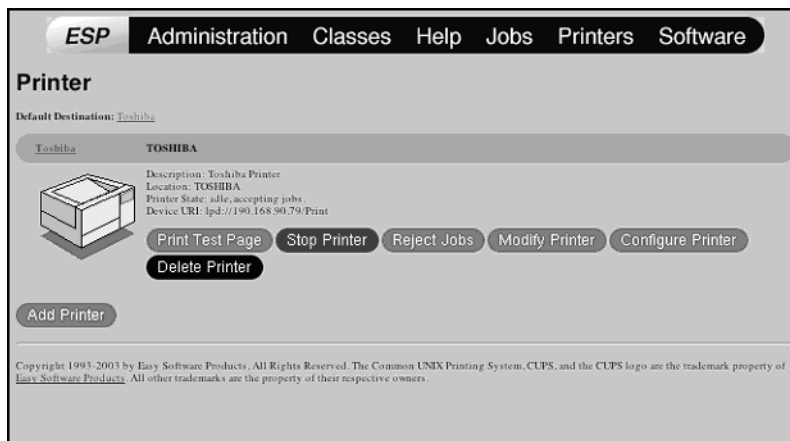 ESP Administration Classes Help Jobs Printers Software
Printer
Default Destination: Toshiba
Toshiba TOSHIBA
Description: Toshiba Printer
Location: TOSHIBA
Printer State: idle, accepting jobs.
Device URI: lpd://190.168.90.79/Print
Print Test Page Stop Printer Reject Jobs Modify Printer Configure Printer
Delete Printer
Add Printer
Copyright 1993-2003 by Easy Software Products, All Rights Reserved. The Common UNIX Printing System, CUPS, and the CUPS logo are the trademark property of
Easy Software Products. All other trademarks are the property of their respective owners.